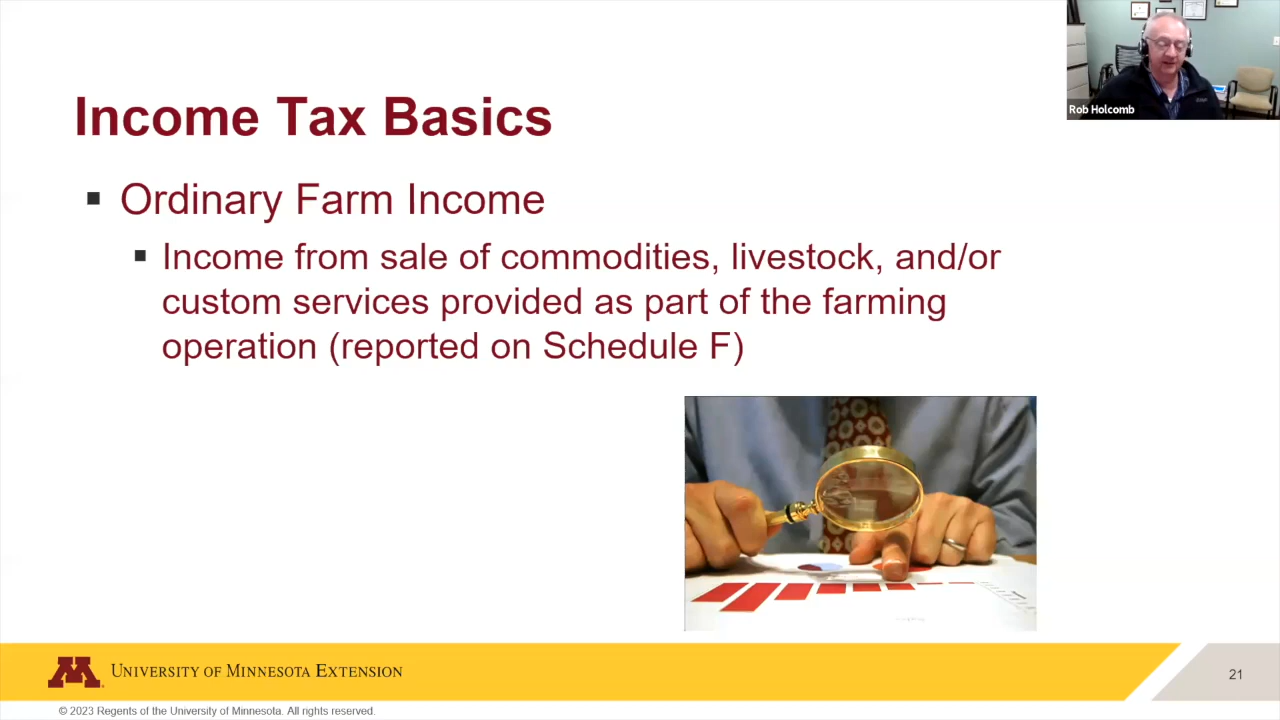 Rob Holcomb
Income Tax Basics
Ordinary Farm Income
Income from sale of commodities, livestock, and/or
custom services provided as part of the farming
operation (reported on Schedule F)
M
UNIVERSITY OF MINNESOTA EXTENSION
21
© 2023 Regents of the University of Minnesota. All rights reserved.